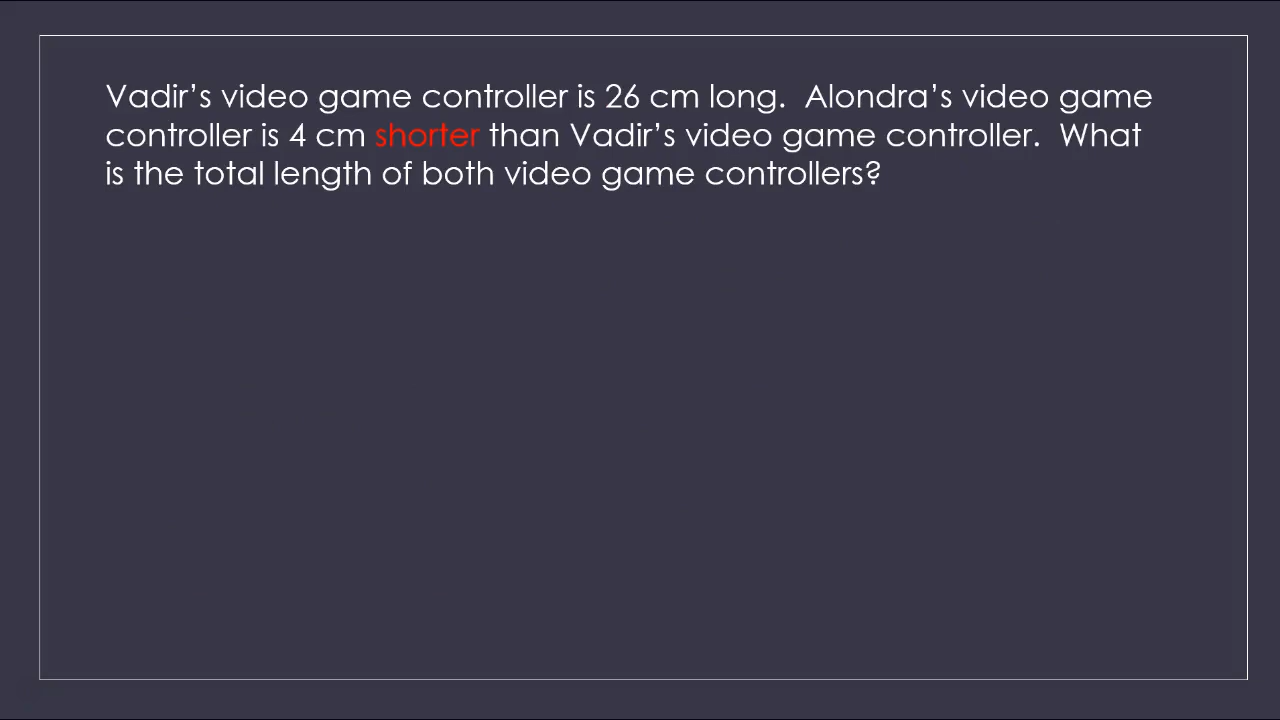 Vadir’s video game controller is 26 cm long.  Alondra’s video game
controller is 4 cm shorter than Vadir’s video game controller.  What
is the total length of both video game controllers?